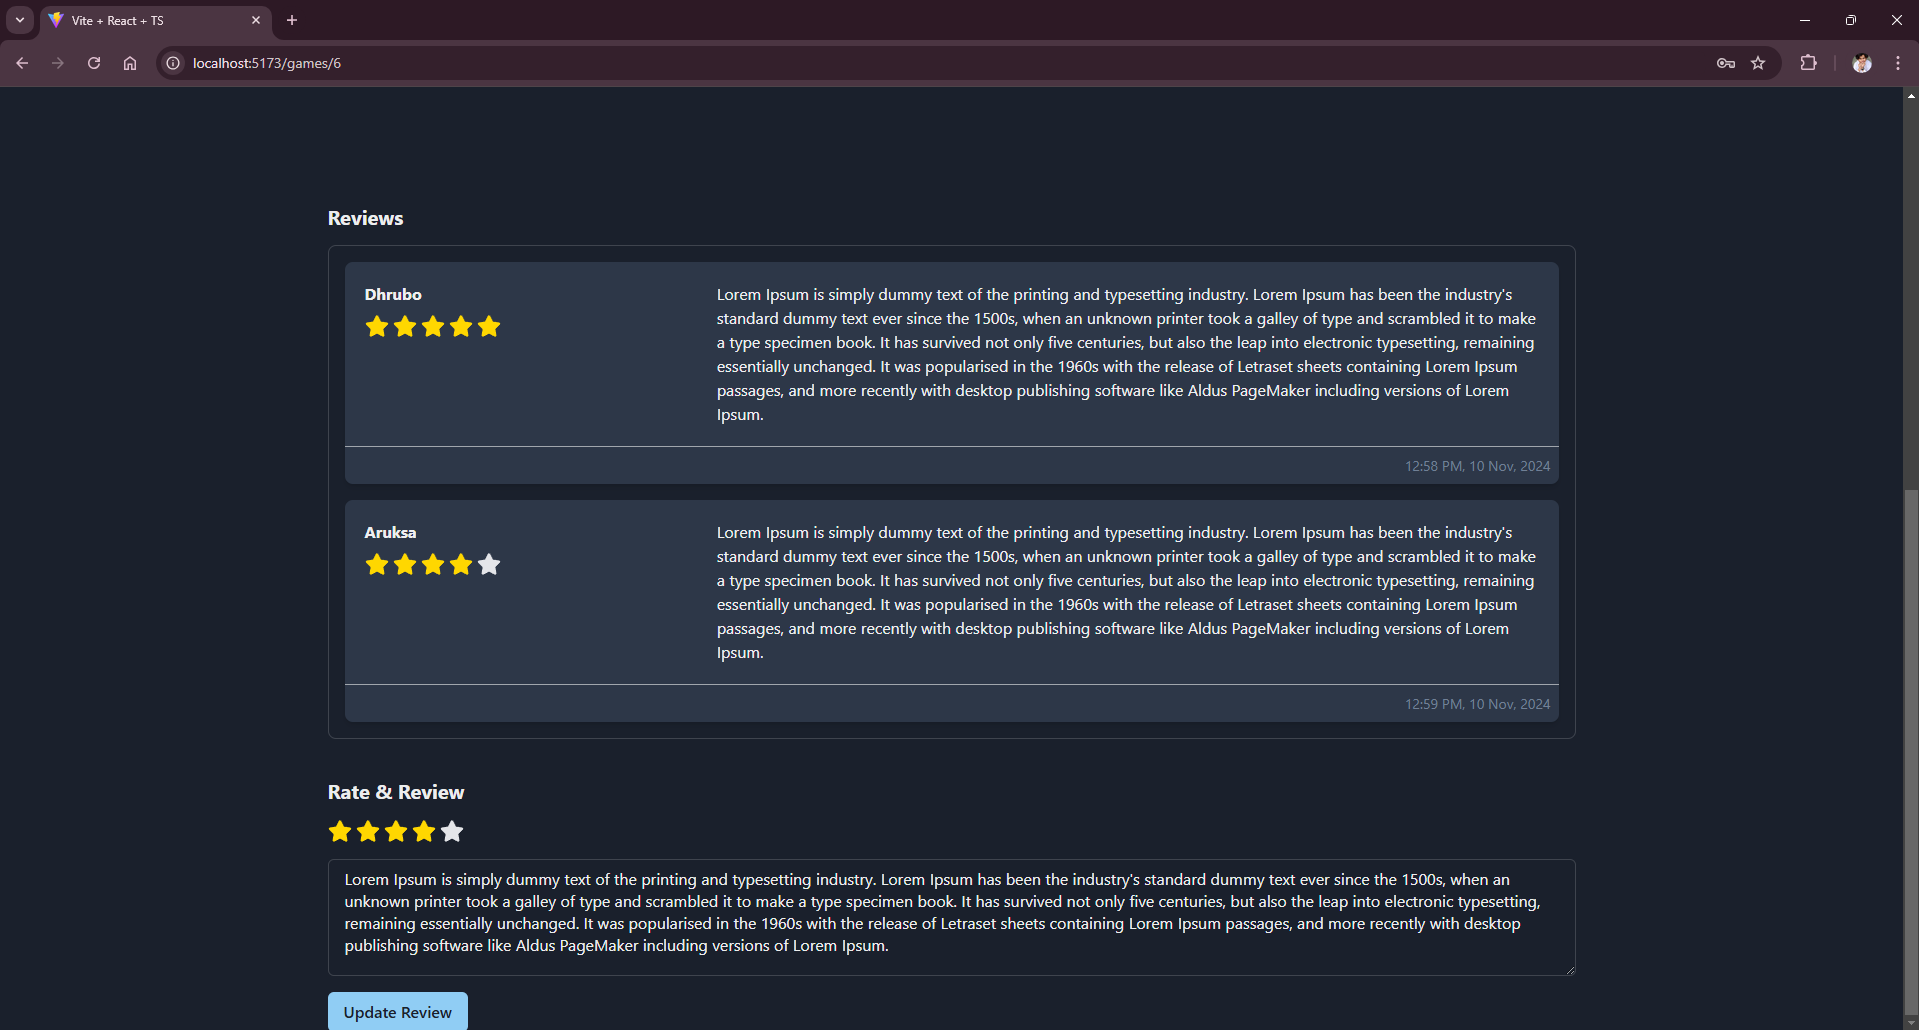 Vite + React + TS
localhost:5173/games/6
Reviews
Dhrubo
Lorem Ipsum is simply dummy text of the printing and typesetting industry. Lorem Ipsum has been the industry's
standard dummy text ever since the 1500s, when an unknown printer took a galley of type and scrambled it to make
a type specimen book. It has survived not only five centuries, but also the leap into electronic typesetting, remaining
essentially unchanged. It was popularised in the 1960s with the release of Letraset sheets containing Lorem Ipsum
passages, and more recently with desktop publishing software like Aldus PageMaker including versions of Lorem
Ipsum.
12:58 PM, 10 Nov, 2024
Aruksa
Lorem Ipsum is simply dummy text of the printing and typesetting industry. Lorem Ipsum has been the industry's
standard dummy text ever since the 1500s, when an unknown printer took a galley of type and scrambled it to make
a type specimen book. It has survived not only five centuries, but also the leap into electronic typesetting, remaining
essentially unchanged. It was popularised in the 1960s with the release of Letraset sheets containing Lorem Ipsum
passages, and more recently with desktop publishing software like Aldus PageMaker including versions of Lorem
Ipsum.
12:59 PM, 10 Nov, 2024
Rate & Review
Lorem Ipsum is simply dummy text of the printing and typesetting industry. Lorem Ipsum has been the industry's standard dummy text ever since the 1500s, when an
unknown printer took a galley of type and scrambled it to make a type specimen book. It has survived not only five centuries, but also the leap into electronic typesetting,
remaining essentially unchanged. It was popularised in the 1960s with the release of Letraset sheets containing Lorem Ipsum passages, and more recently with desktop
publishing software like Aldus PageMaker including versions of Lorem Ipsum.
Update Review